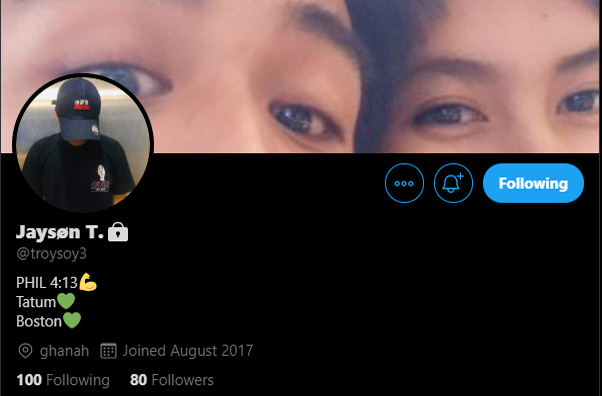 Following
Jaysøn T.
@troysoy3
PHIL 4:13💪
Tatum💚
Boston💚
ghanah Joined August 2017
100 Following 80 Followers